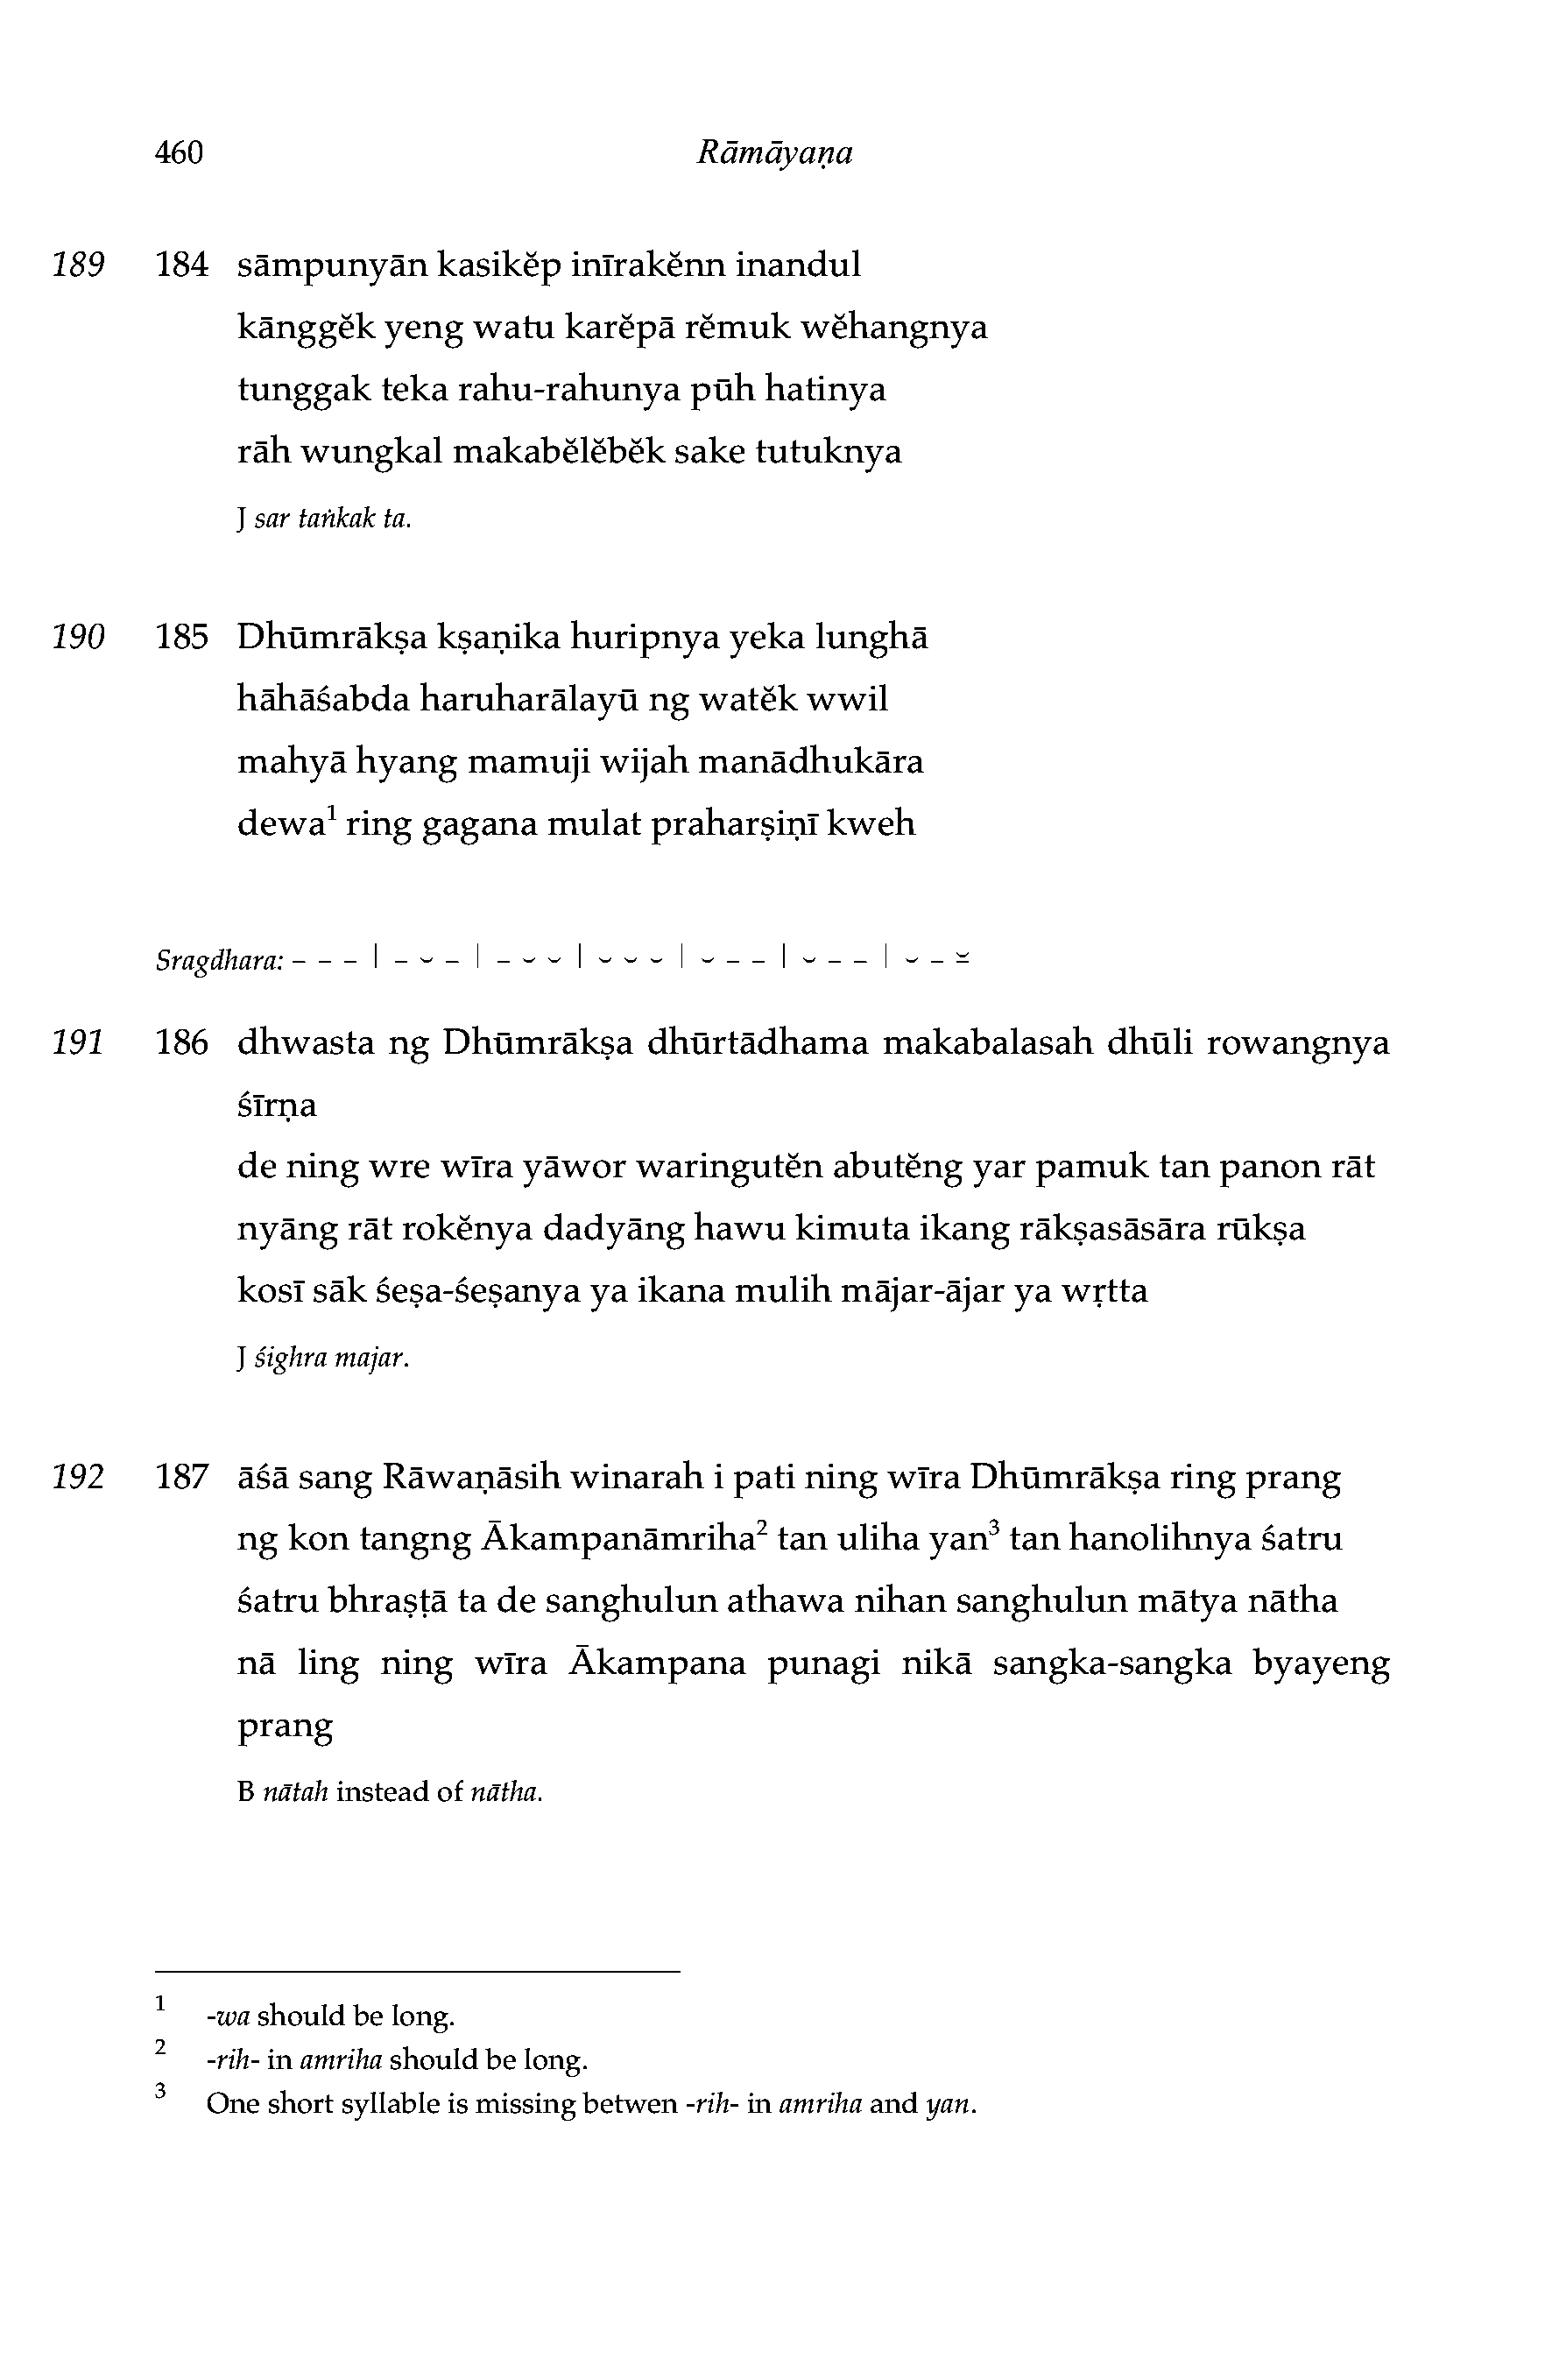 460 Rāmāyaṇa
189 184 sāmpunyān kasikĕp inīrakĕnn inandul
kānggĕk yeng watu karĕpā rĕmuk wĕhangnya
tunggak teka rahu-rahunya pūh hatinya
rāh wungkal makabĕlĕbĕk sake tutuknya
J sar taṅkak ta.
190 185 Dhūmrākṣa kṣaṇika huripnya yeka lunghā
hāhāśabda haruharālayū ng watĕk wwil
mahyā hyang mamuji wijah manādhukāra
dewa¹ ring gagana mulat praharṣiṇī kweh
Sragdhara: – – – | – ⏑ – | – ⏑ ⏑ | ⏑ ⏑ ⏑ | ⏑ – – | ⏑ – – | ⏑ – ⏓
191 186 dhwasta ng Dhūmrākṣa dhūrtādhama makabalasah dhūli rowangnya
śīrṇa
de ning wre wīra yāwor waringutĕn abutĕng yar pamuk tan panon rāt
nyāng rāt rokĕnya dadyāng hawu kimuta ikang rākṣasāsāra rūkṣa
kosī sāk śeṣa-śeṣanya ya ikana mulih mājar-ājar ya wṛtta
J śighra majar.
192 187 āśā sang Rāwaṇāsih winarah i pati ning wīra Dhūmrākṣa ring prang
ng kon tangng Ākampanāmriha² tan uliha yan³ tan hanolihnya śatru
śatru bhraṣṭā ta de sanghulun athawa nihan sanghulun mātya nātha
nā ling ning wīra Ākampana punagi nikā sangka-sangka byayeng
prang
B nātah instead of nātha.
1 -wa should be long.
2 -rih- in amriha should be long.
3 One short syllable is missing betwen -rih- in amriha and yan.